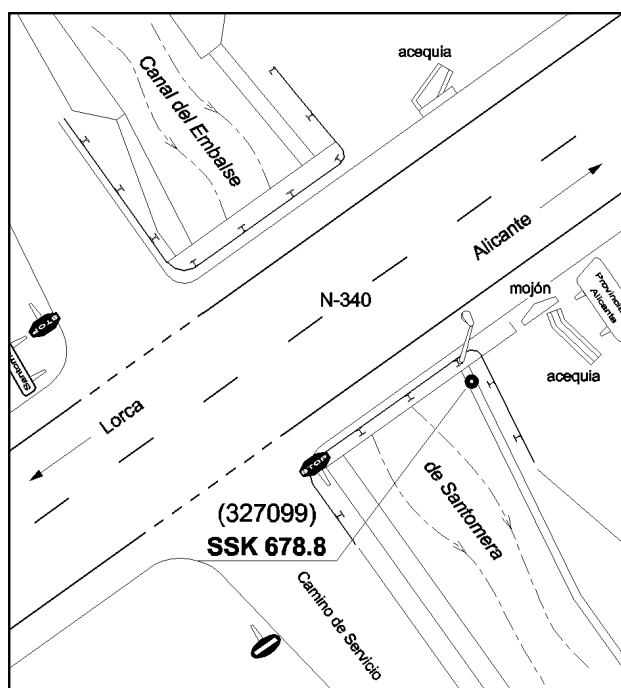 acequia
Canal del Embalse
Alicante
N-340
mojón
Provincia
Alicante
STOP
acequia
Lorca
STOP
de Santomera
(327099)
SSK 678.8
Camino de Servicio